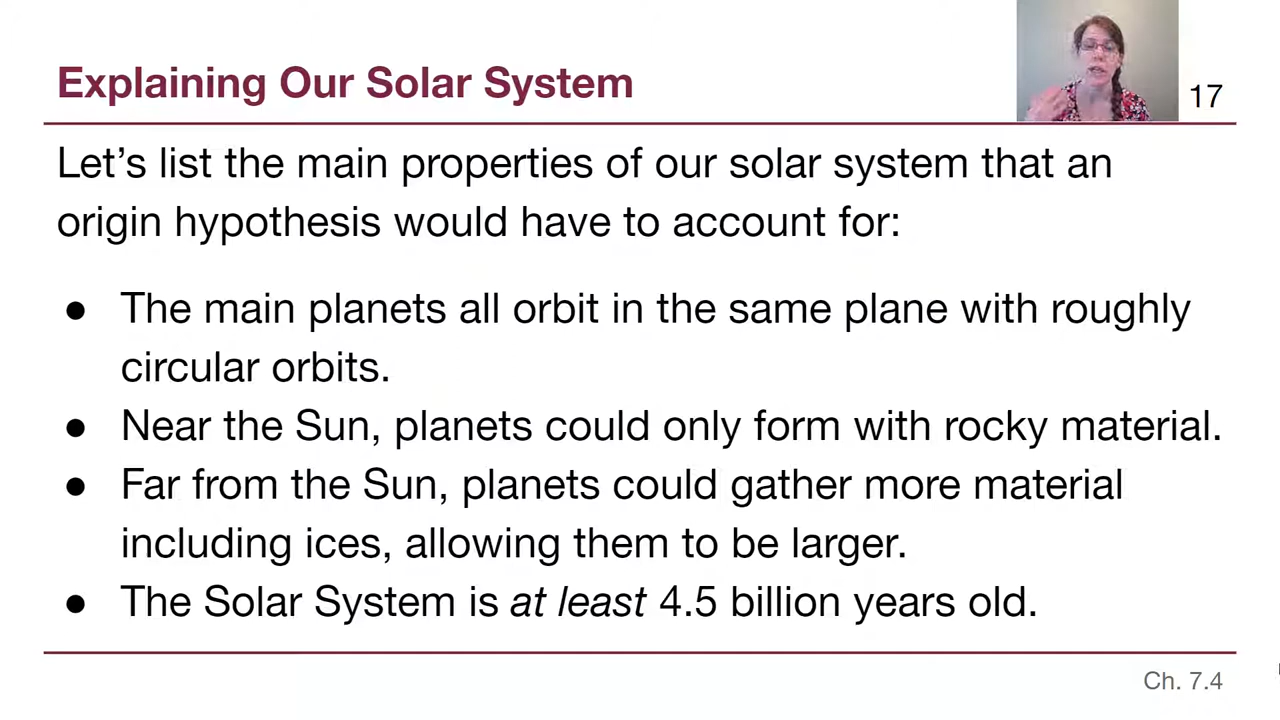 Explaining Our Solar System
17
Let’s list the main properties of our solar system that an
origin hypothesis would have to account for:
● The main planets all orbit in the same plane with roughly
circular orbits.
● Near the Sun, planets could only form with rocky material.
● Far from the Sun, planets could gather more material
including ices, allowing them to be larger.
● The Solar System is at least 4.5 billion years old.
Ch. 7.4